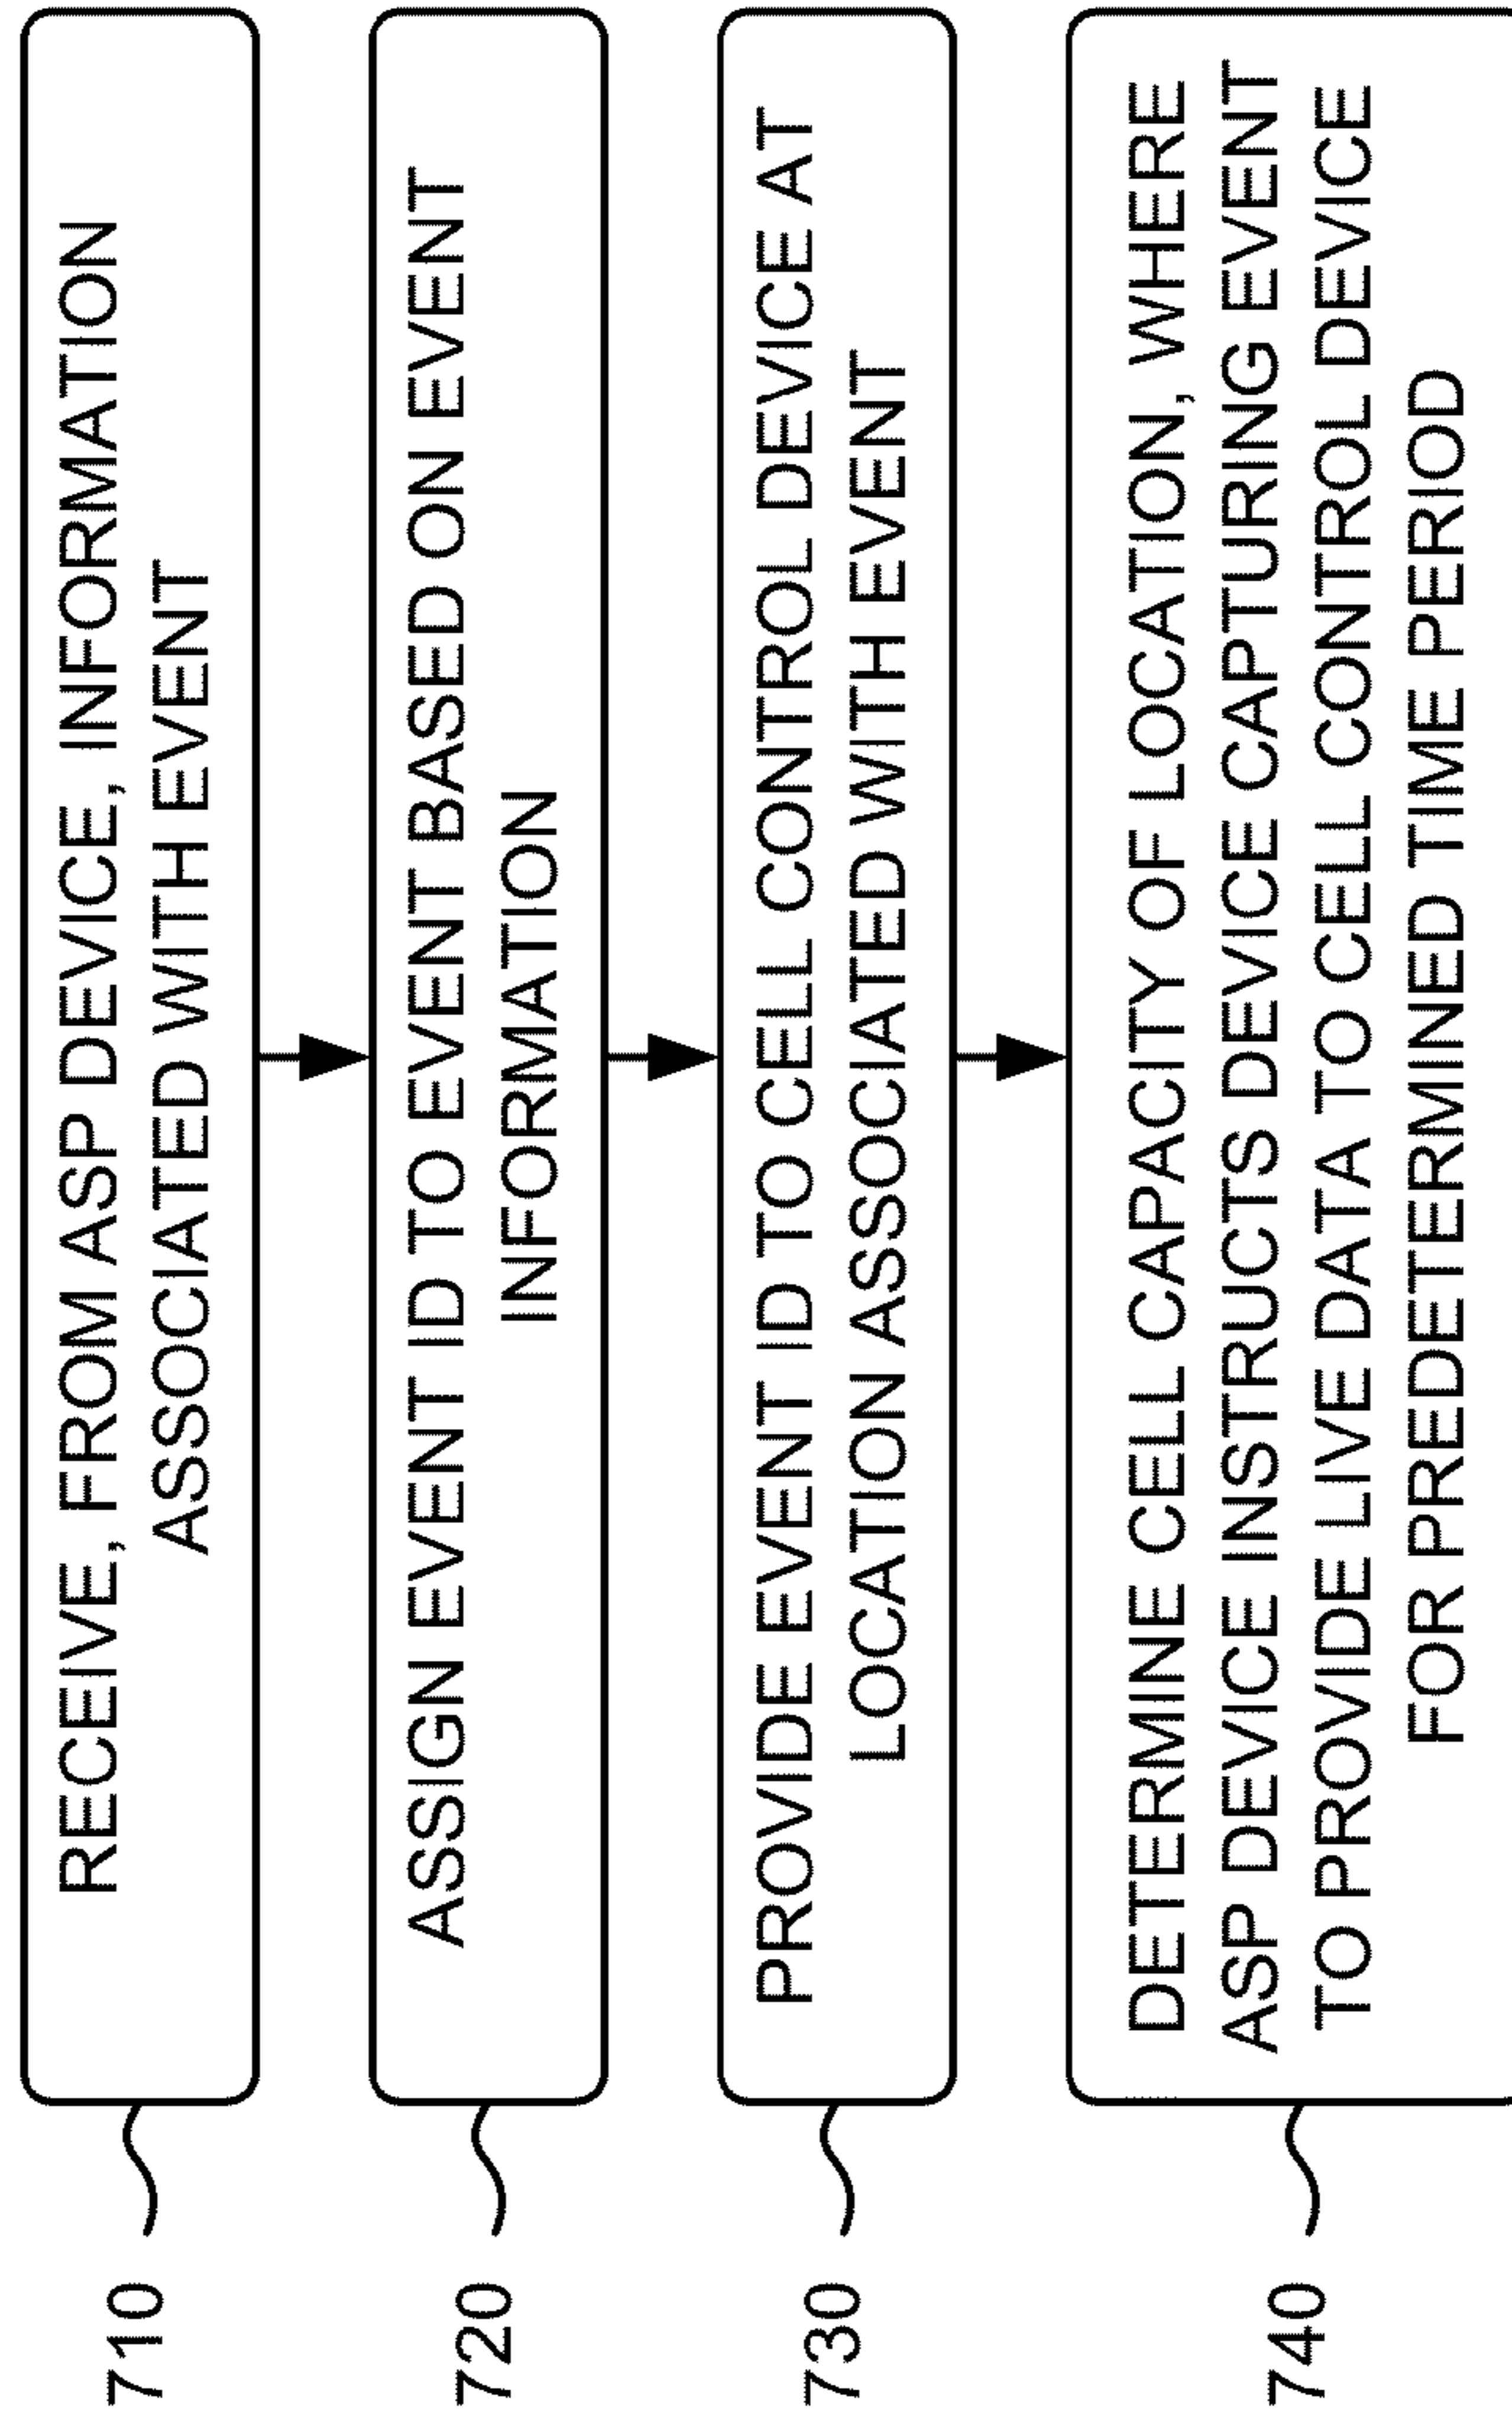 710
RECEIVE, FROM ASP DEVICE, INFORMATION
ASSOCIATED WITH EVENT
720
ASSIGN EVENT ID TO EVENT BASED ON EVENT
INFORMATION
730
PROVIDE EVENT ID TO CELL CONTROL DEVICE AT
LOCATION ASSOCIATED WITH EVENT
740
DETERMINE CELL CAPACITY OF LOCATION, WHERE
ASP DEVICE INSTRUCTS DEVICE CAPTURING EVENT
TO PROVIDE LIVE DATA TO CELL CONTROL DEVICE
FOR PREDETERMINED TIME PERIOD